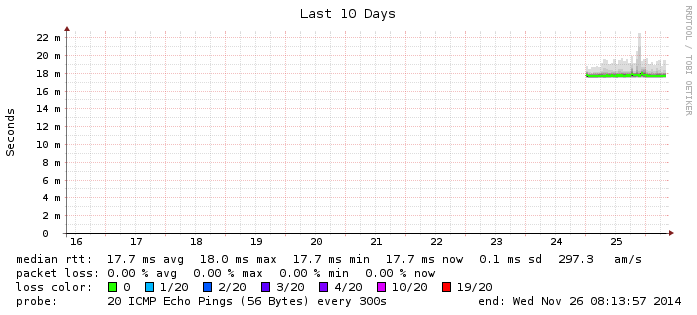 Last 10 Days
RRDTOOL / TOBI OETIKER
Seconds
22 m
20 m
18 m
16 m
14 m
12 m
10 m
8 m
6 m
4 m
2 m
0
16 17 18 19 20 21 22 23 24 25
median rtt: 17.7 ms avg 18.0 ms max 17.7 ms min 17.7 ms now 0.1 ms sd 297.3 am/s
packet loss: 0.00 % avg 0.00 % max 0.00 % min 0.00 % now
loss color: 0 1/20 2/20 3/20 4/20 10/20 19/20
probe: 20 ICMP Echo Pings (56 Bytes) every 300s end: Wed Nov 26 08:13:57 2014